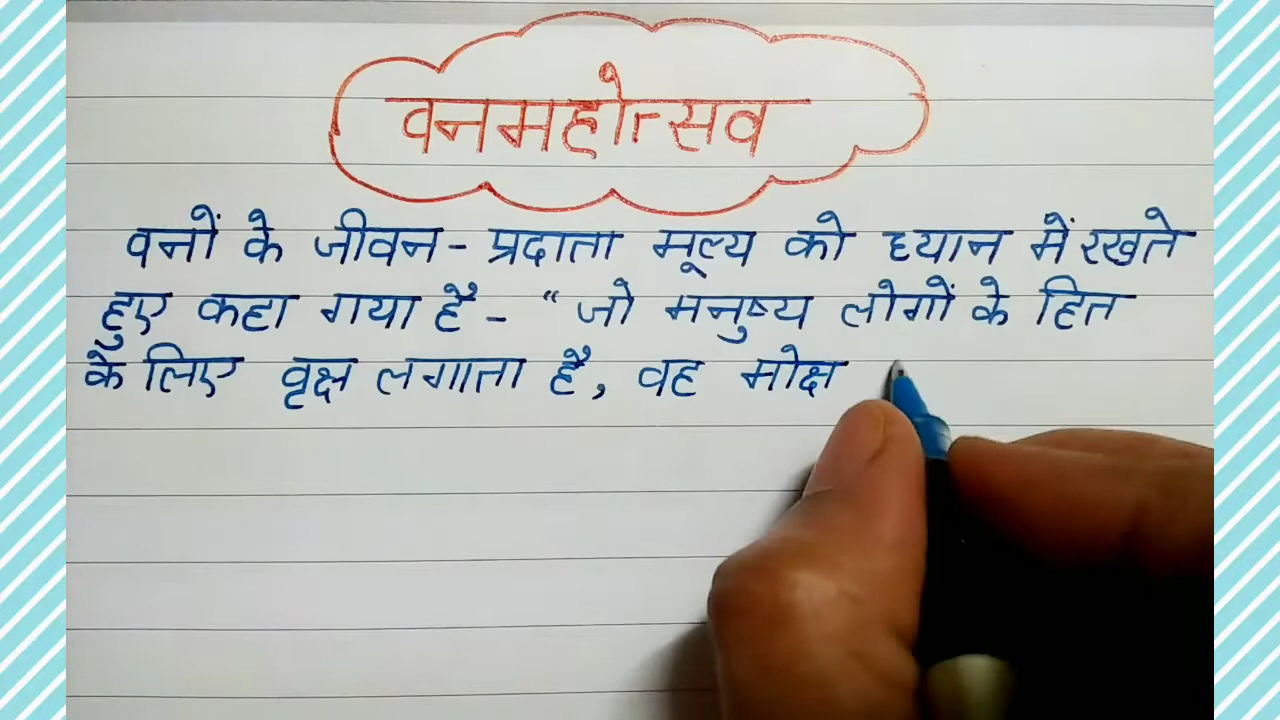 वनमहोत्सव
वनों के जीवन - प्रदाता मूल्य को ध्यान में रखते
हुए कहा गया है - “ जो मनुष्य लोगों के हित
के लिए वृक्ष लगाता है, वह मोक्ष